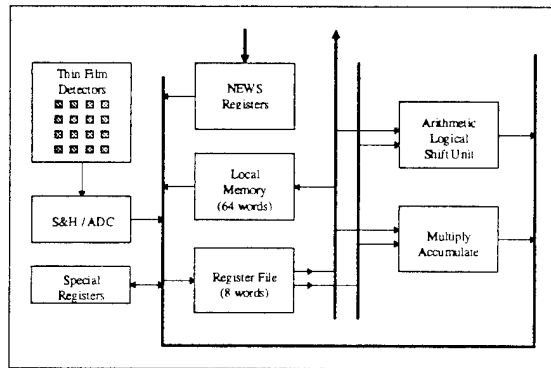 Thin Film
Detectors
NEWS
Registers
Arithmetic
Logical
Shift Unit
Local
Memory
(64 words)
S&H / ADC
Multiply
Accumulate
Special
Registers
Register File
(8 words)